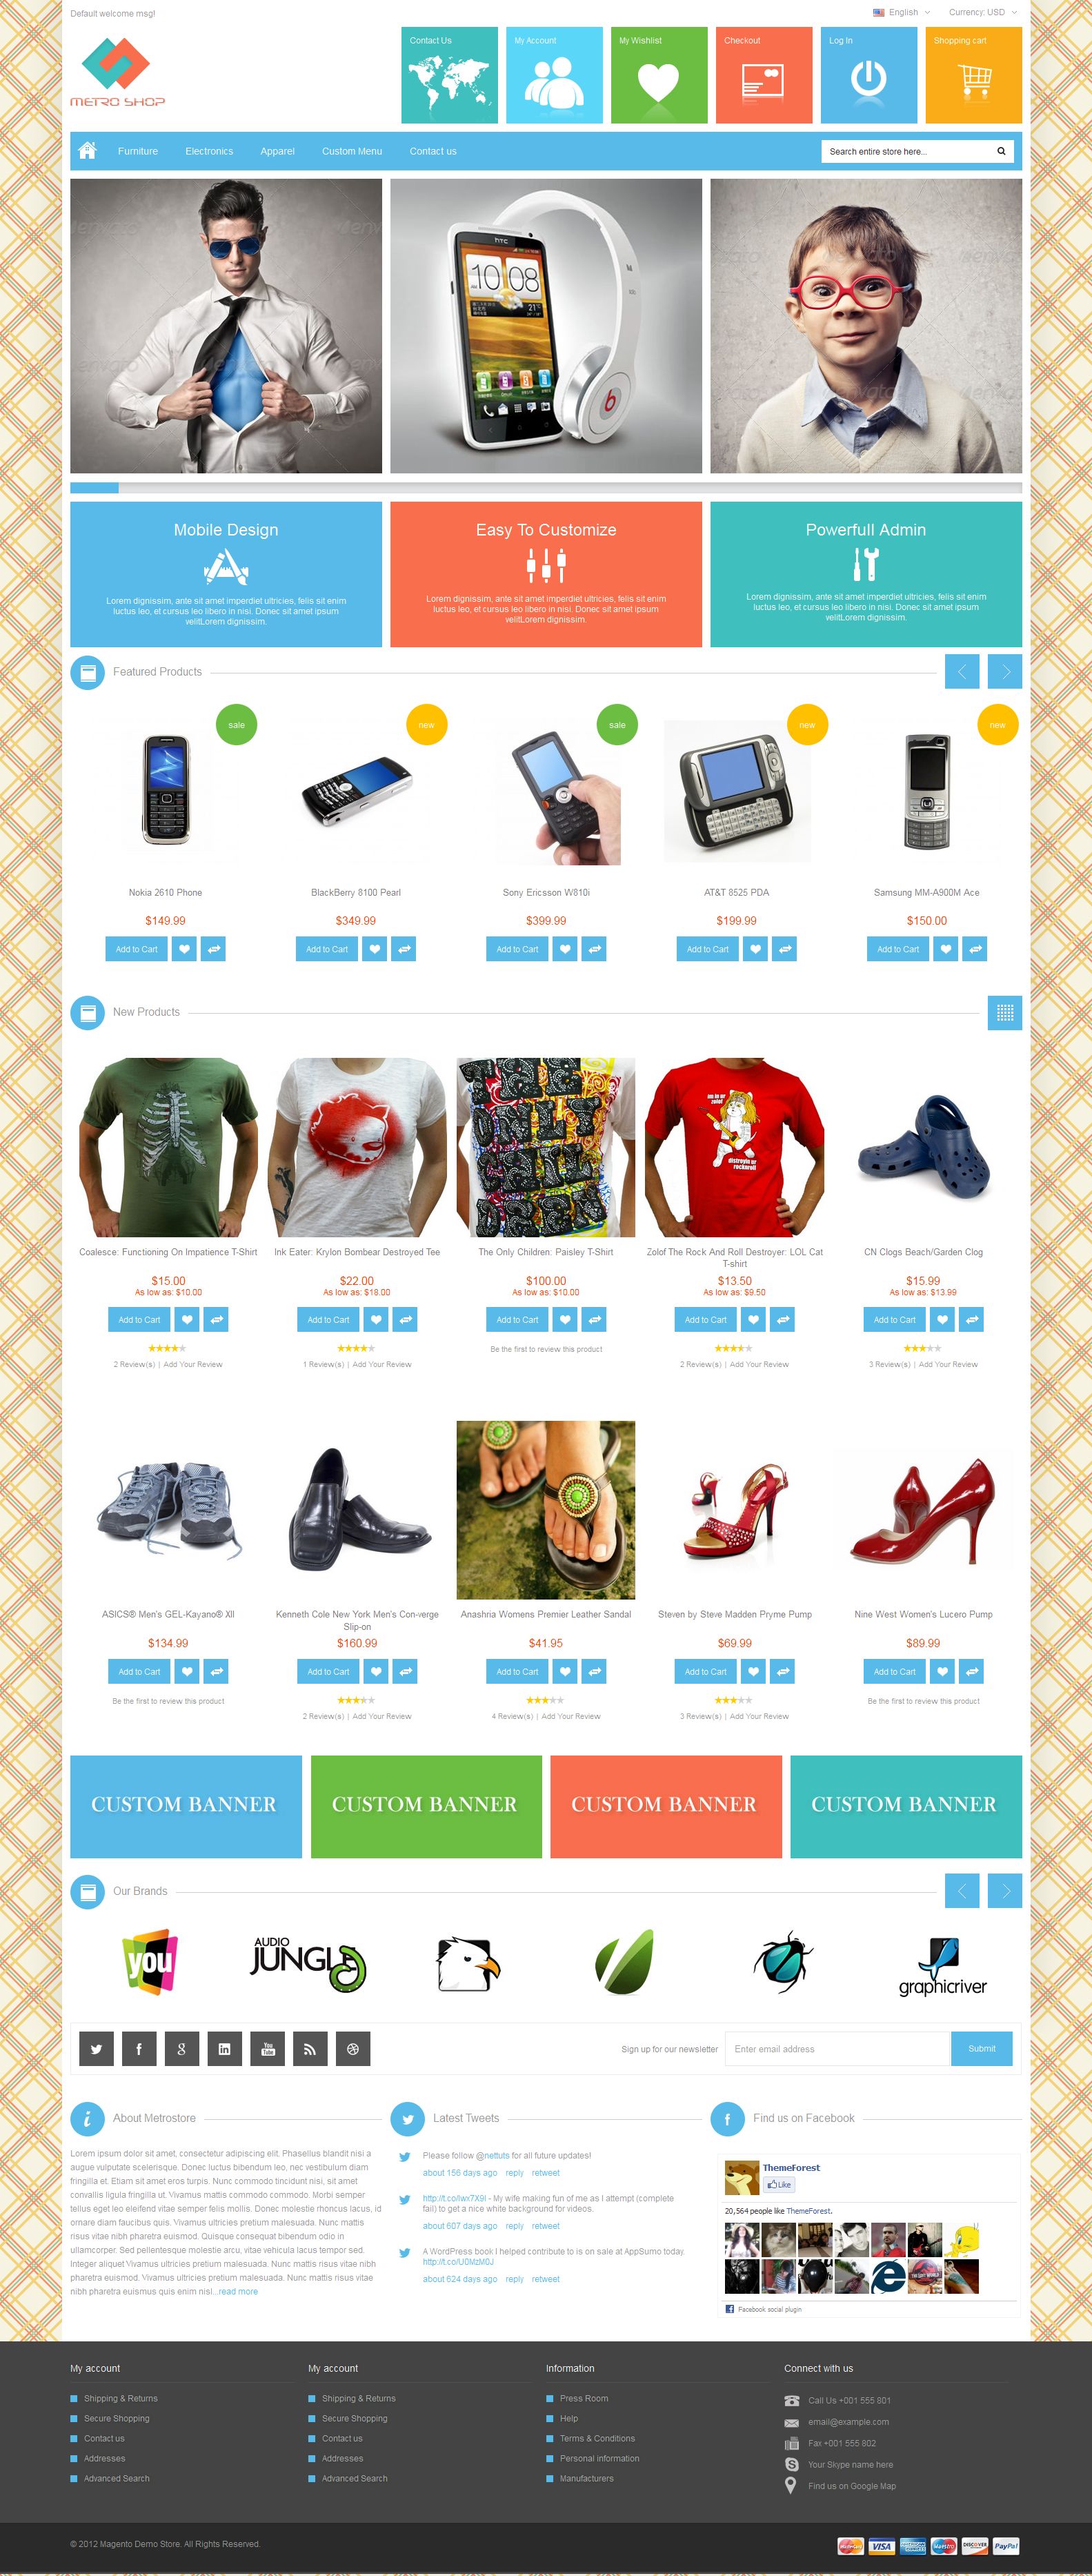 Default welcome msg!
English
Currency: USD
METRO SHOP
Contact Us
My Account
My Wishlist
Checkout
Log In
Shopping cart
Furniture
Electronics
Apparel
Custom Menu
Contact us
Search entire store here...
htc
10 08
Mobile Design
Lorem dignissim, ante sit amet imperdiet ultricies, felis sit enim
luctus leo, et cursus leo libero in nisi. Donec sit amet ipsum
velitLorem dignissim.
Easy To Customize
Lorem dignissim, ante sit amet imperdiet ultricies, felis sit enim
luctus leo, et cursus leo libero in nisi. Donec sit amet ipsum
velitLorem dignissim.
Powerfull Admin
Lorem dignissim, ante sit amet imperdiet ultricies, felis sit enim
luctus leo, et cursus leo libero in nisi. Donec sit amet ipsum
velitLorem dignissim.
Featured Products
sale
new
sale
new
new
Nokia 2610 Phone
BlackBerry 8100 Pearl
Sony Ericsson W810i
AT&T 8525 PDA
Samsung MM-A900M Ace
$149.99
$349.99
$399.99
$199.99
$150.00
Add to Cart
Add to Cart
Add to Cart
Add to Cart
Add to Cart
New Products
im in ur
rolof
distroyin ur
rocknroll
Coalesce: Functioning On Impatience T-Shirt
Ink Eater: Krylon Bombear Destroyed Tee
The Only Children: Paisley T-Shirt
Zolof The Rock And Roll Destroyer: LOL Cat
T-shirt
CN Clogs Beach/Garden Clog
$15.00
As low as: $10.00
$22.00
As low as: $18.00
$100.00
As low as: $10.00
$13.50
As low as: $9.50
$15.99
As low as: $13.99
Add to Cart
Add to Cart
Add to Cart
Add to Cart
Add to Cart
2 Review(s) | Add Your Review
1 Review(s) | Add Your Review
Be the first to review this product
2 Review(s) | Add Your Review
3 Review(s) | Add Your Review
ASICS® Men's GEL-Kayano® XII
Kenneth Cole New York Men's Con-verge
Slip-on
Anashria Womens Premier Leather Sandal
Steven by Steve Madden Pryme Pump
Nine West Women's Lucero Pump
$134.99
$160.99
$41.95
$69.99
$89.99
Add to Cart
Add to Cart
Add to Cart
Add to Cart
Add to Cart
Be the first to review this product
2 Review(s) | Add Your Review
4 Review(s) | Add Your Review
3 Review(s) | Add Your Review
Be the first to review this product
CUSTOM BANNER
CUSTOM BANNER
CUSTOM BANNER
CUSTOM BANNER
Our Brands
you
AUDIO
JUNGLE
graphicriver
You
Tube
Sign up for our newsletter
Enter email address
Submit
About Metrostore
Lorem ipsum dolor sit amet, consectetur adipiscing elit. Phasellus blandit nisi a
augue vulputate scelerisque. Donec luctus bibendum leo, nec vestibulum diam
fringilla et. Etiam sit amet eros turpis. Nunc commodo tincidunt nisi, sit amet
convallis ligula fringilla ut. Vivamus mattis commodo commodo. Morbi semper
tellus eget leo eleifend vitae semper felis mollis. Donec molestie rhoncus lacus, id
ornare diam faucibus quis. Vivamus ultricies pretium malesuada. Nunc mattis
risus vitae nibh pharetra euismod. Quisque consequat bibendum odio in
ullamcorper. Sed pellentesque molestie arcu, vitae vehicula lacus tempor sed.
Integer aliquet Vivamus ultricies pretium malesuada. Nunc mattis risus vitae nibh
pharetra euismod. Vivamus ultricies pretium malesuada. Nunc mattis risus vitae
nibh pharetra euismus quis enim nisl...read more
Latest Tweets
Please follow @nettuts for all future updates!
about 156 days ago reply retweet
http://t.co/lwx7X9l - My wife making fun of me as I attempt (complete
fail) to get a nice white background for videos.
about 607 days ago reply retweet
A WordPress book I helped contribute to is on sale at AppSumo today.
http://t.co/U0MzM0J
about 624 days ago reply retweet
Find us on Facebook
ThemeForest
Like
20,564 people like ThemeForest.
Facebook social plugin
My account
Shipping & Returns
Secure Shopping
Contact us
Addresses
Advanced Search
My account
Shipping & Returns
Secure Shopping
Contact us
Addresses
Advanced Search
Information
Press Room
Help
Terms & Conditions
Personal information
Manufacturers
Connect with us
Call Us +001 555 801
email@example.com
Fax +001 555 802
Your Skype name here
Find us on Google Map
© 2012 Magento Demo Store. All Rights Reserved.
MasterCard
VISA
AMERICAN EXPRESS
Maestro
DISCOVER
PayPal